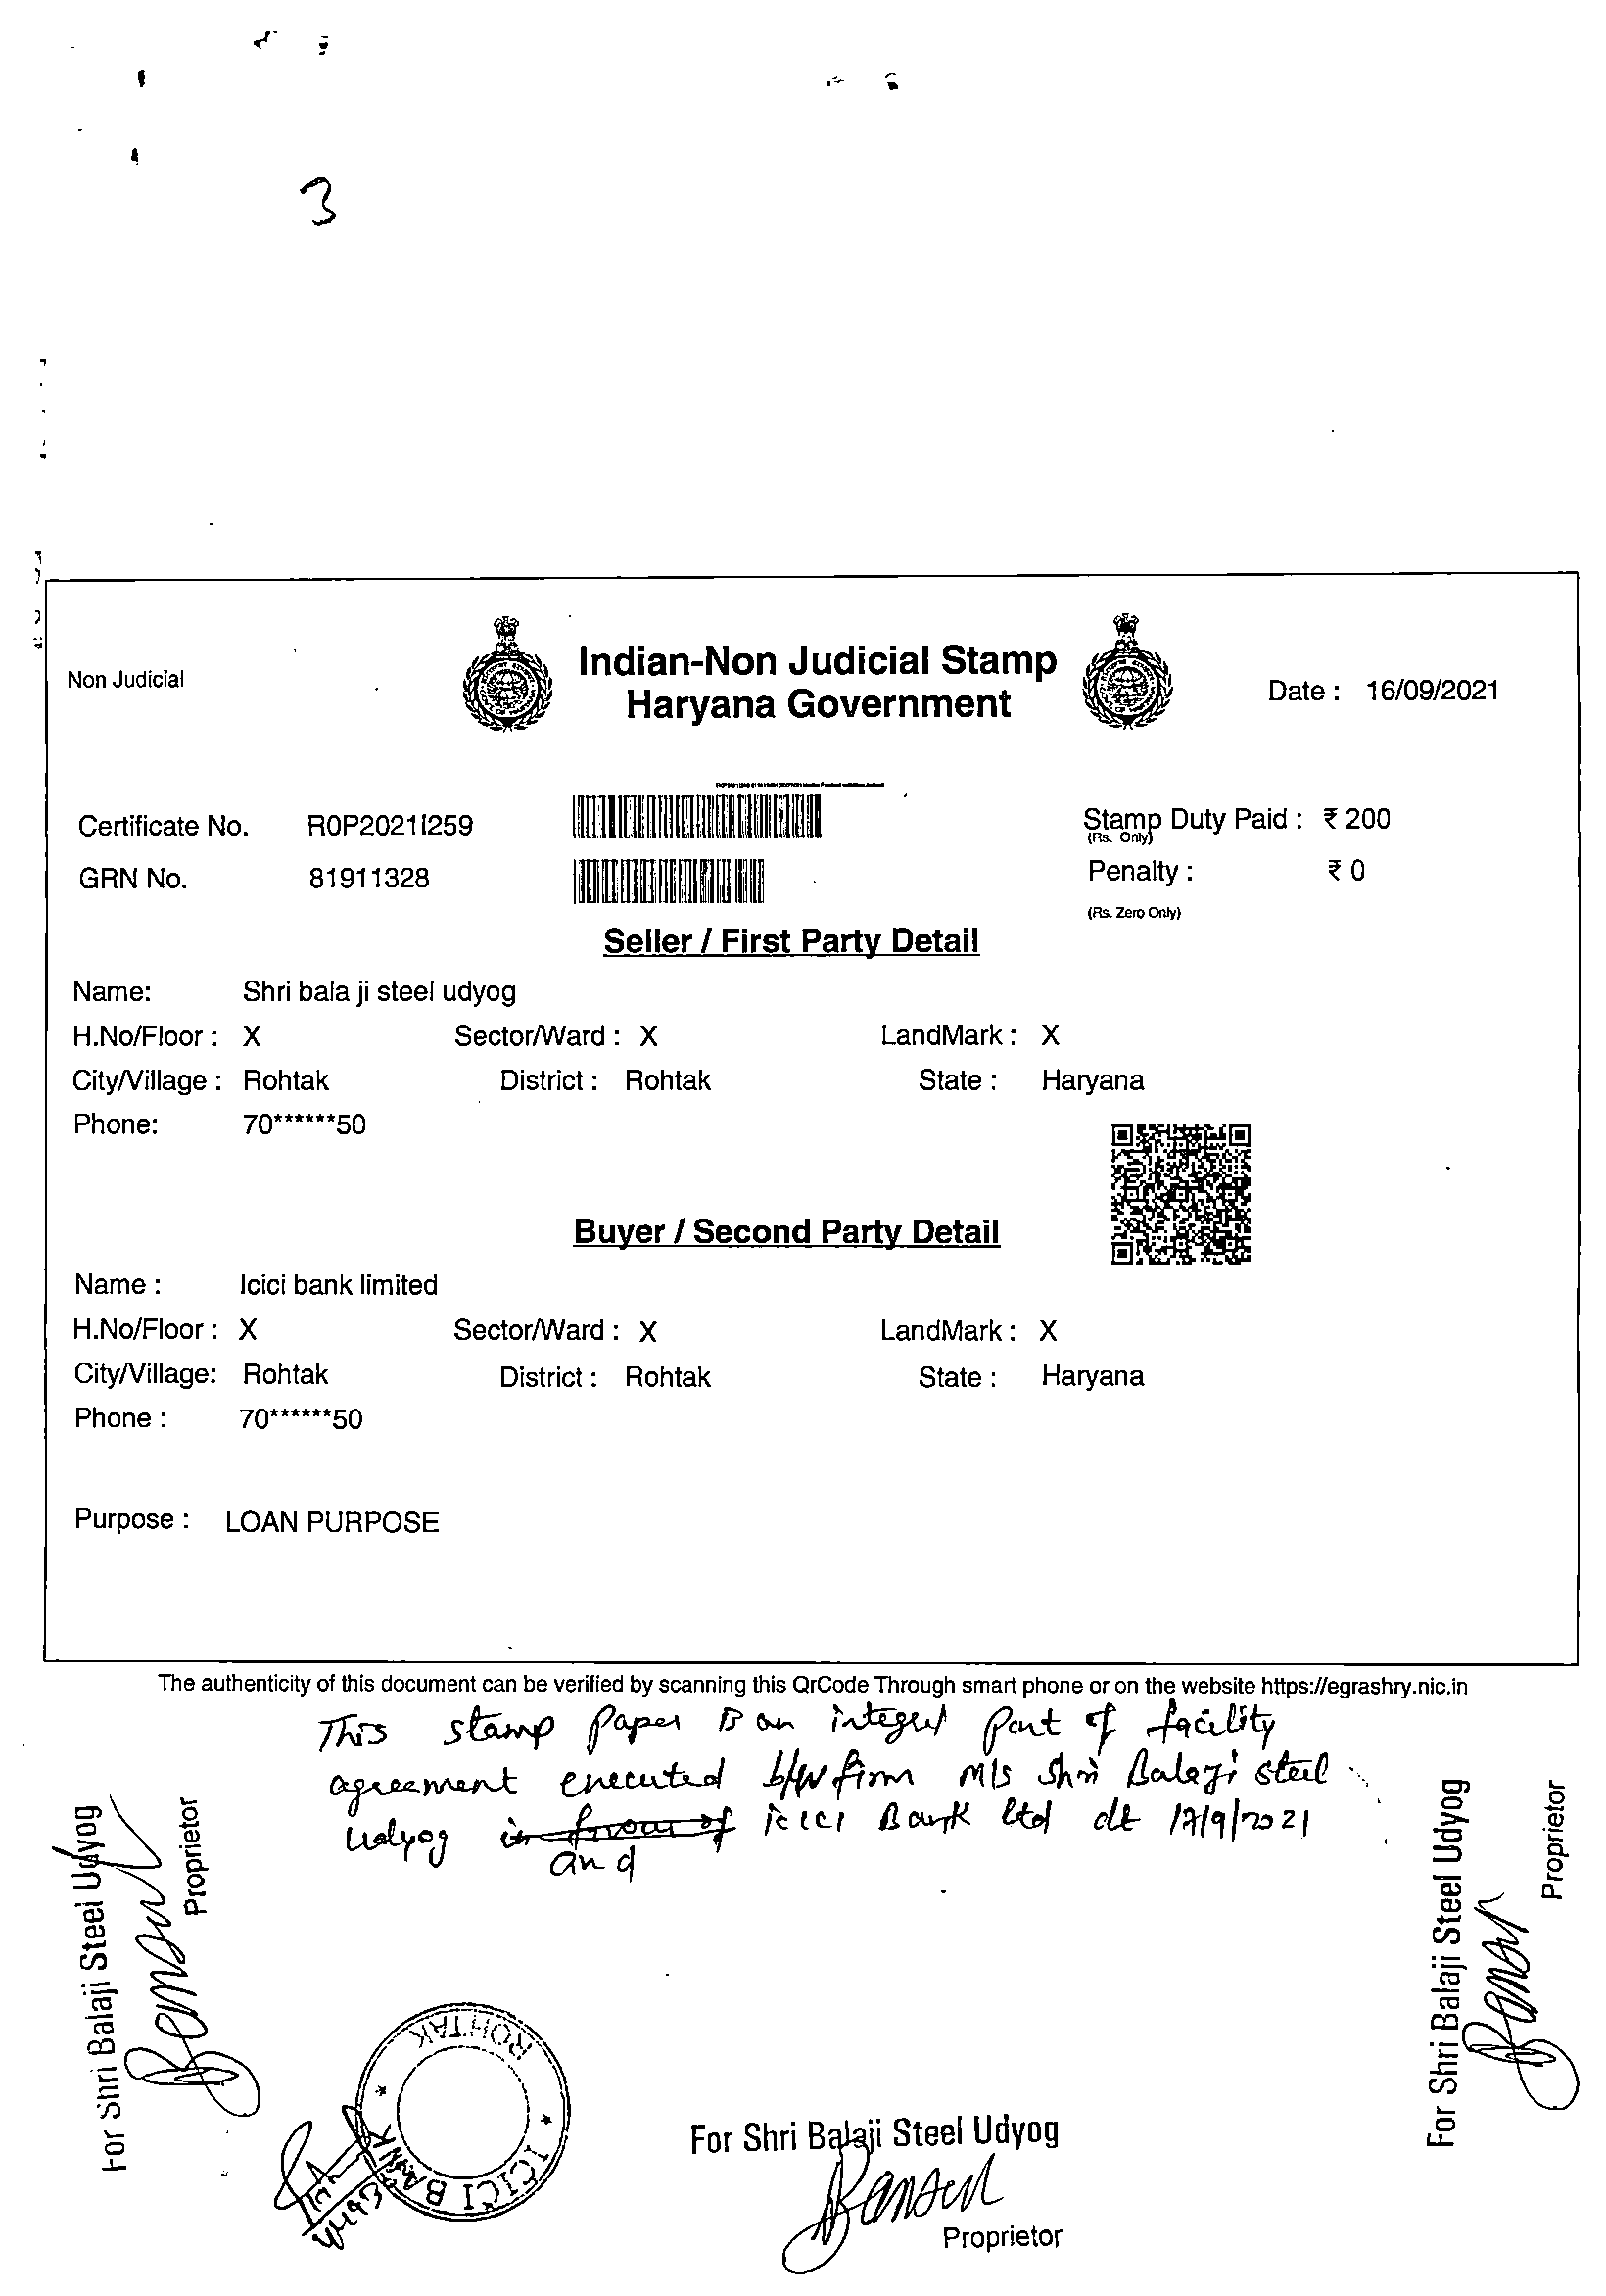 3
Non Judicial
Indian-Non Judicial Stamp
Haryana Government
Date : 16/09/2021
Certificate No. R0P2021I259
Stamp Duty Paid : ₹ 200
(Rs. Only)
GRN No. 81911328
Penalty : ₹ 0
(Rs. Zero Only)
Seller / First Party Detail
Name: Shri bala ji steel udyog
H.No/Floor : X Sector/Ward : X LandMark : X
City/Village : Rohtak District : Rohtak State : Haryana
Phone: 70******50
Buyer / Second Party Detail
Name : Icici bank limited
H.No/Floor : X Sector/Ward : X LandMark : X
City/Village: Rohtak District : Rohtak State : Haryana
Phone : 70******50
Purpose : LOAN PURPOSE
The authenticity of this document can be verified by scanning this QrCode Through smart phone or on the website https://egrashry.nic.in
This stamp paper is an integral part of facility
agreement executed b/w firm M/s Shri Balaji steel
Udyog in favour of icici Bank ltd dt 17/9/2021
and
For Shri Balaji Steel Udyog
Bansal
Proprietor
ROHTAK
ICICI BANK
For Shri Balaji Steel Udyog
Bansal
Proprietor
For Shri Balaji Steel Udyog
Bansal
Proprietor